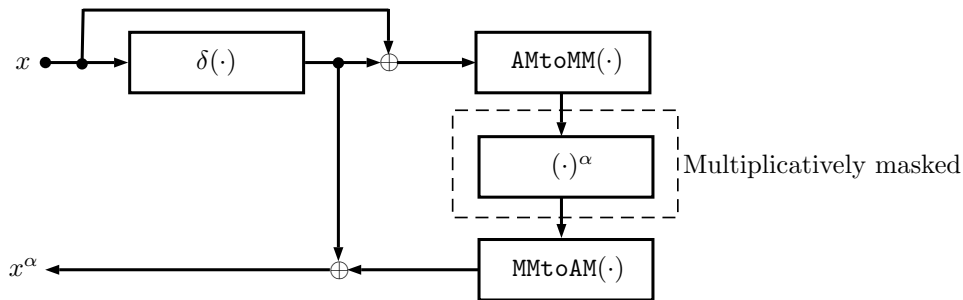 x
δ(·)
⊕
AMtoMM(·)
(·)^α
Multiplicatively masked
x^α
⊕
MMtoAM(·)